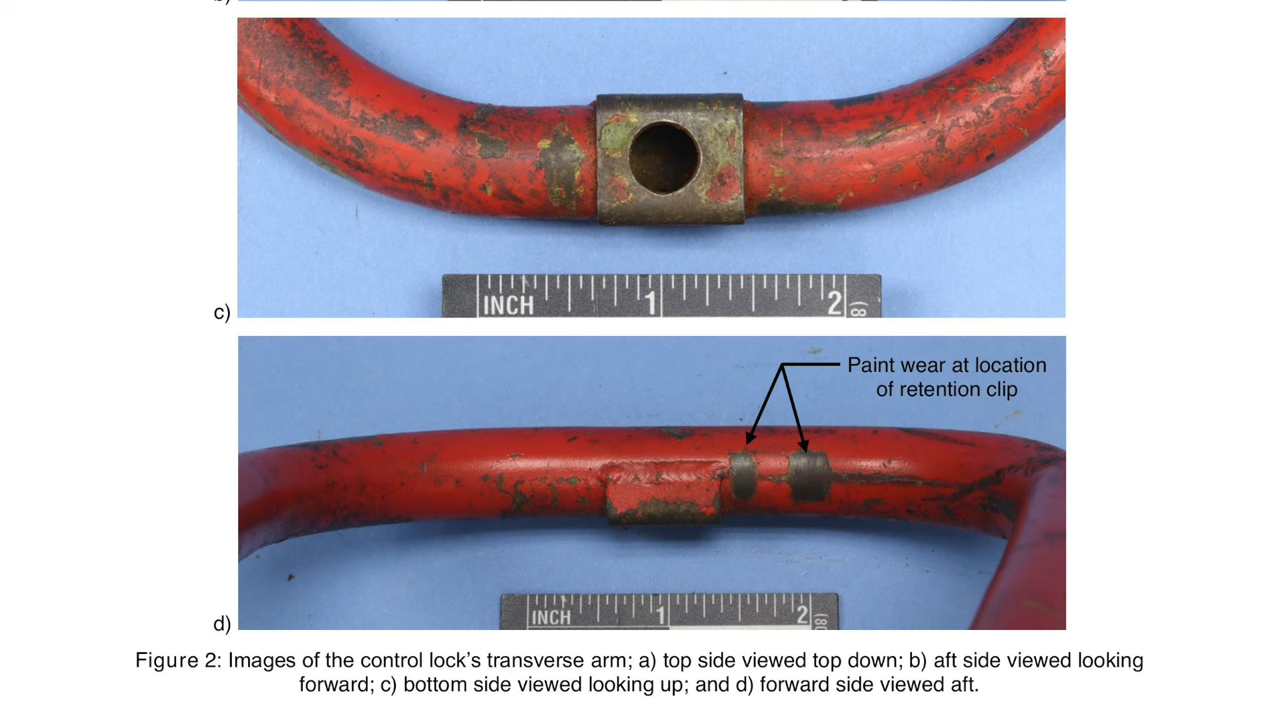 c)
INCH 1 2
Paint wear at location
of retention clip
INCH 1 2
d)
Figure 2: Images of the control lock's transverse arm; a) top side viewed top down; b) aft side viewed looking
forward; c) bottom side viewed looking up; and d) forward side viewed aft.